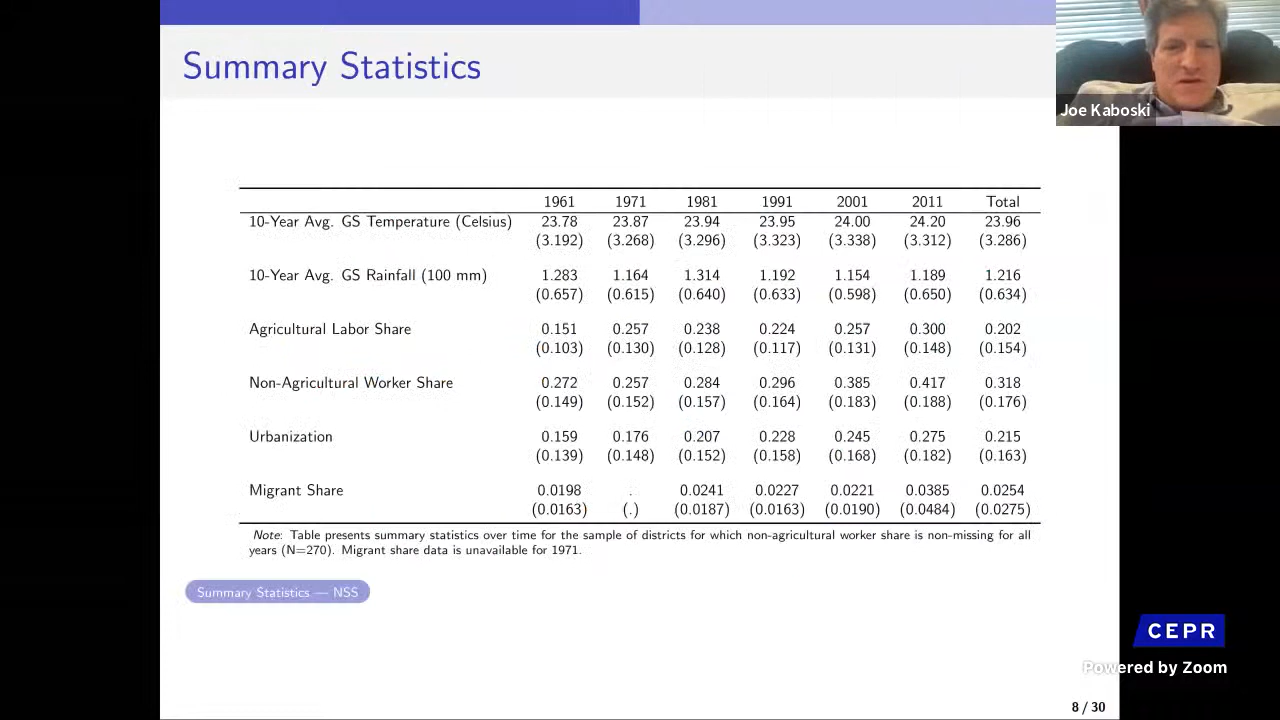 Summary Statistics
Joe Kaboski
1961 1971 1981 1991 2001 2011 Total
10-Year Avg. GS Temperature (Celsius) 23.78 23.87 23.94 23.95 24.00 24.20 23.96
(3.192) (3.268) (3.296) (3.323) (3.338) (3.312) (3.286)
10-Year Avg. GS Rainfall (100 mm) 1.283 1.164 1.314 1.192 1.154 1.189 1.216
(0.657) (0.615) (0.640) (0.633) (0.598) (0.650) (0.634)
Agricultural Labor Share 0.151 0.257 0.238 0.224 0.257 0.300 0.202
(0.103) (0.130) (0.128) (0.117) (0.131) (0.148) (0.154)
Non-Agricultural Worker Share 0.272 0.257 0.284 0.296 0.385 0.417 0.318
(0.149) (0.152) (0.157) (0.164) (0.183) (0.188) (0.176)
Urbanization 0.159 0.176 0.207 0.228 0.245 0.275 0.215
(0.139) (0.148) (0.152) (0.158) (0.168) (0.182) (0.163)
Migrant Share 0.0198 . 0.0241 0.0227 0.0221 0.0385 0.0254
(0.0163) (.) (0.0187) (0.0163) (0.0190) (0.0484) (0.0275)
Note: Table presents summary statistics over time for the sample of districts for which non-agricultural worker share is non-missing for all
years (N=270). Migrant share data is unavailable for 1971.
Summary Statistics — NSS
CEPR
Powered by Zoom
8 / 30